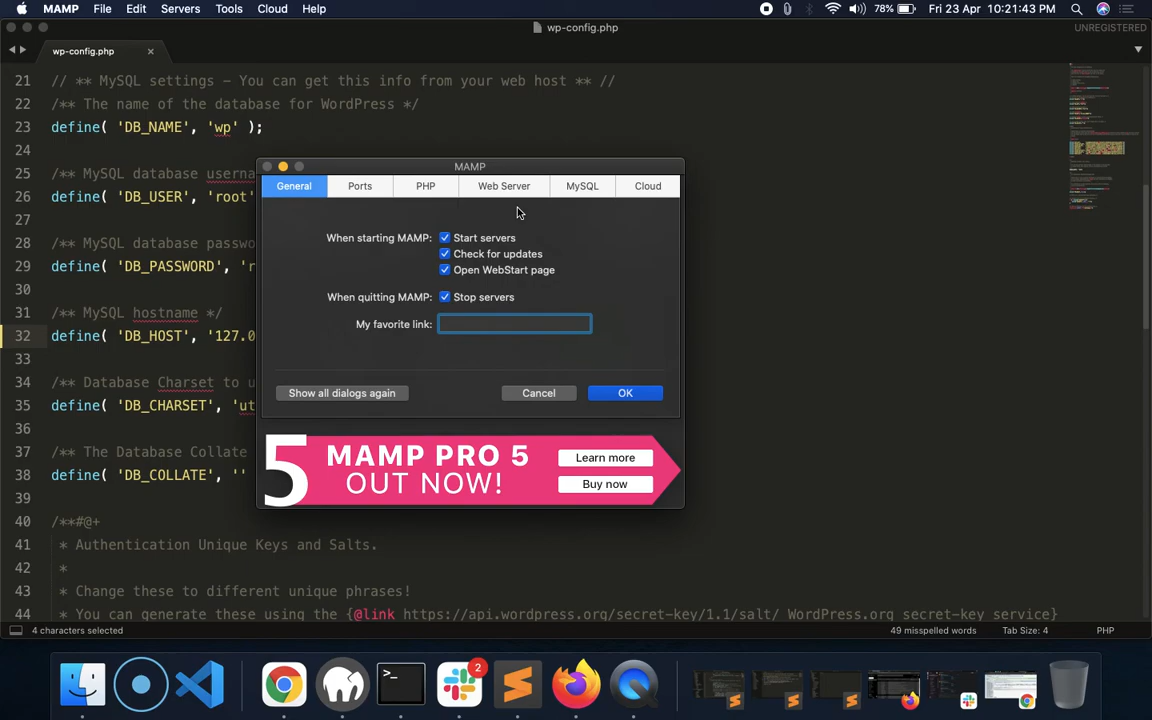 MAMP File Edit Servers Tools Cloud Help 78% Fri 23 Apr 10:21:43 PM
wp-config.php UNREGISTERED
wp-config.php
21 // ** MySQL settings - You can get this info from your web host ** //
22 /** The name of the database for WordPress */
23 define( 'DB_NAME', 'wp' );
24
25 /** MySQL database userna
26 define( 'DB_USER', 'root'
27
28 /** MySQL database passwo
29 define( 'DB_PASSWORD', 'r
30
31 /** MySQL hostname */
32 define( 'DB_HOST', '127.0
33
34 /** Database Charset to u
35 define( 'DB_CHARSET', 'ut
36
37 /** The Database Collate
38 define( 'DB_COLLATE', ''
39
40 /**#@+
41 * Authentication Unique Keys and Salts.
42 *
43 * Change these to different unique phrases!
44 * You can generate these using the {@link https://api.wordpress.org/secret-key/1.1/salt/ WordPress.org secret-key service}
MAMP
General Ports PHP Web Server MySQL Cloud
When starting MAMP: Start servers
Check for updates
Open WebStart page
When quitting MAMP: Stop servers
My favorite link:
Show all dialogs again Cancel OK
5 MAMP PRO 5 Learn more
OUT NOW! Buy now
4 characters selected 49 misspelled words Tab Size: 4 PHP
2